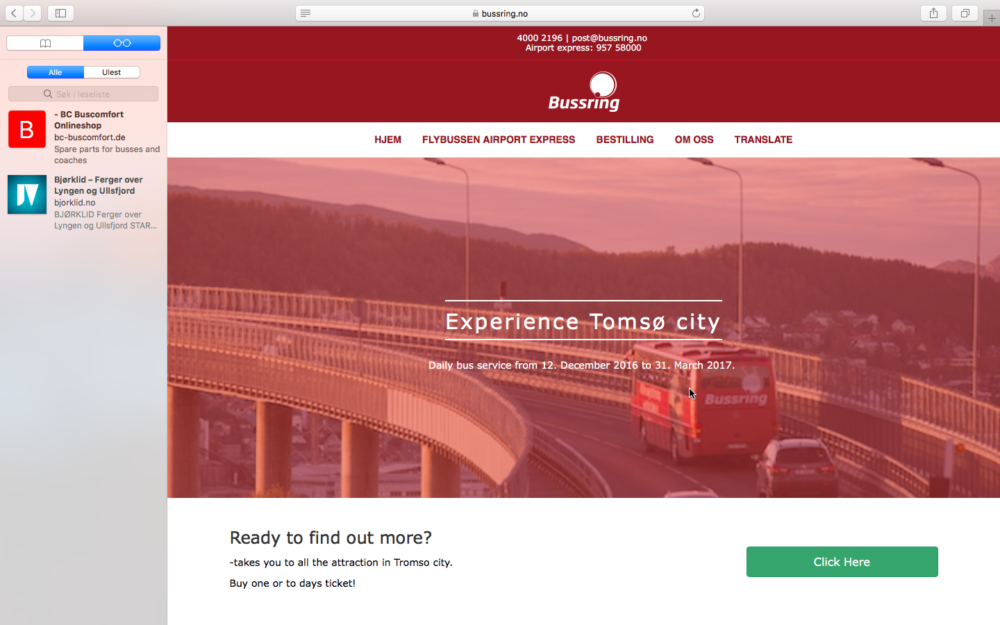 bussring.no
Alle
Ulest
Søk i leseliste
B
- BC Buscomfort
Onlineshop
bc-buscomfort.de
Spare parts for busses and
coaches
Bjørklid – Ferger over
Lyngen og Ullsfjord
bjorklid.no
BJØRKLID Ferger over
Lyngen og Ullsfjord STAR...
4000 2196 | post@bussring.no
Airport express: 957 58000
Bussring
HJEM FLYBUSSEN AIRPORT EXPRESS BESTILLING OM OSS TRANSLATE
Experience Tomsø city
Daily bus service from 12. December 2016 to 31. March 2017.
Bussring
Ready to find out more?
-takes you to all the attraction in Tromso city.
Buy one or to days ticket!
Click Here